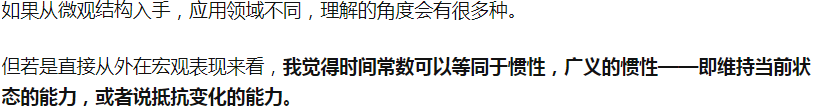 如果从微观结构入手，应用领域不同，理解的角度会有很多种。
但若是直接从外在宏观表现来看，我觉得时间常数可以等同于惯性，广义的惯性——即维持当前状
态的能力，或者说抵抗变化的能力。